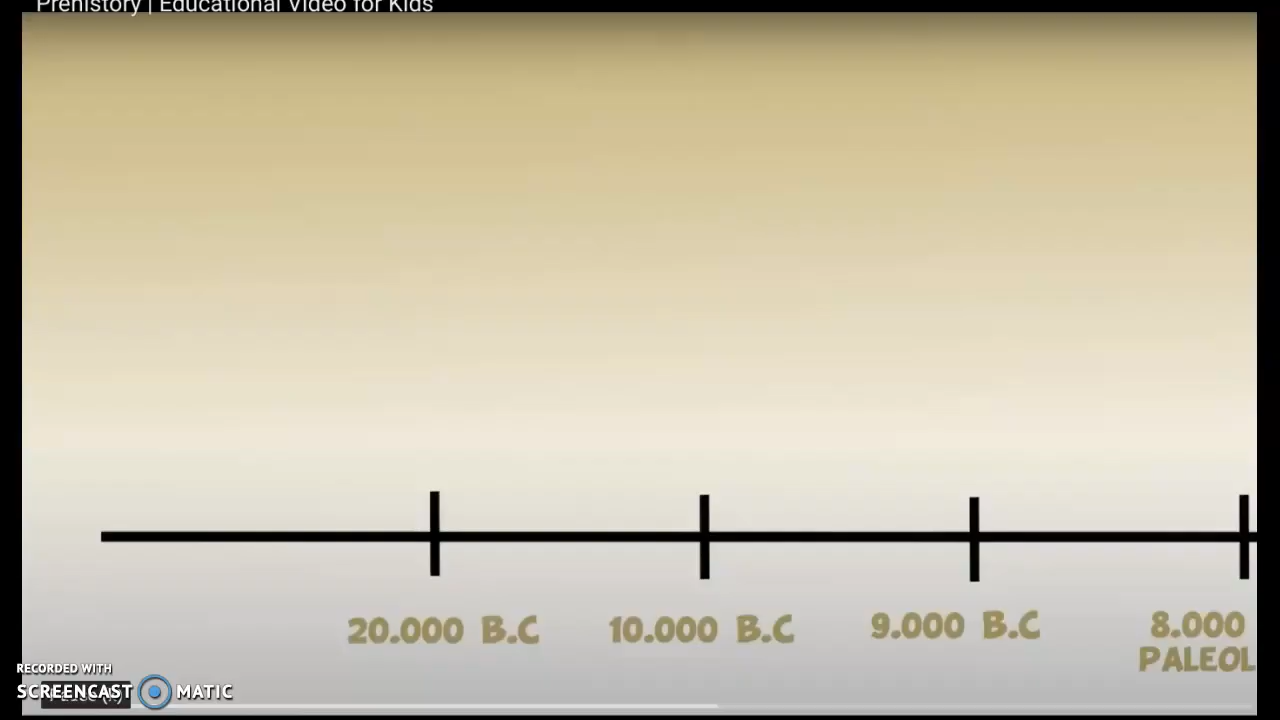 Prehistory | Educational Video for Kids
20.000 B.C
10.000 B.C
9.000 B.C
8.000
PALEOL
RECORDED WITH
SCREENCAST MATIC